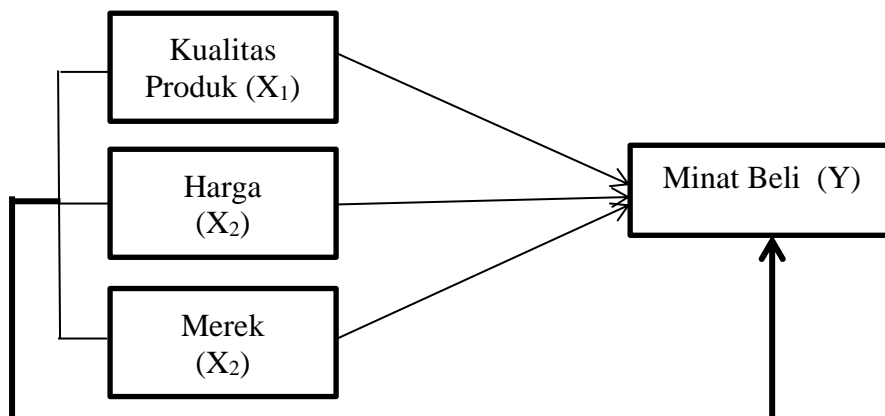 Kualitas
Produk (X₁)
Harga
(X₂)
Merek
(X₂)
Minat Beli (Y)